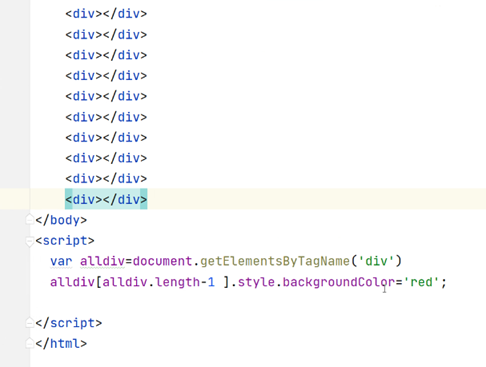 <div></div>
<div></div>
<div></div>
<div></div>
<div></div>
<div></div>
<div></div>
<div></div>
<div></div>
<div></div>
</body>
<script>
var alldiv=document.getElementsByTagName('div')
alldiv[alldiv.length-1 ].style.backgroundColor='red';
</script>
</html>